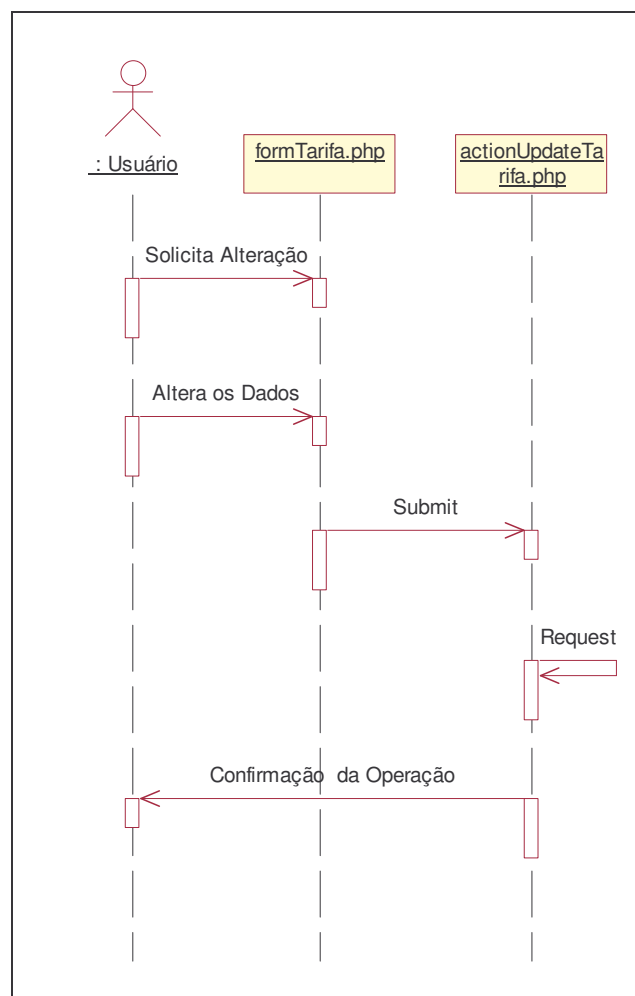 : Usuário
formTarifa.php
actionUpdateTa
rifa.php
Solicita Alteração
Altera os Dados
Submit
Request
Confirmação da Operação